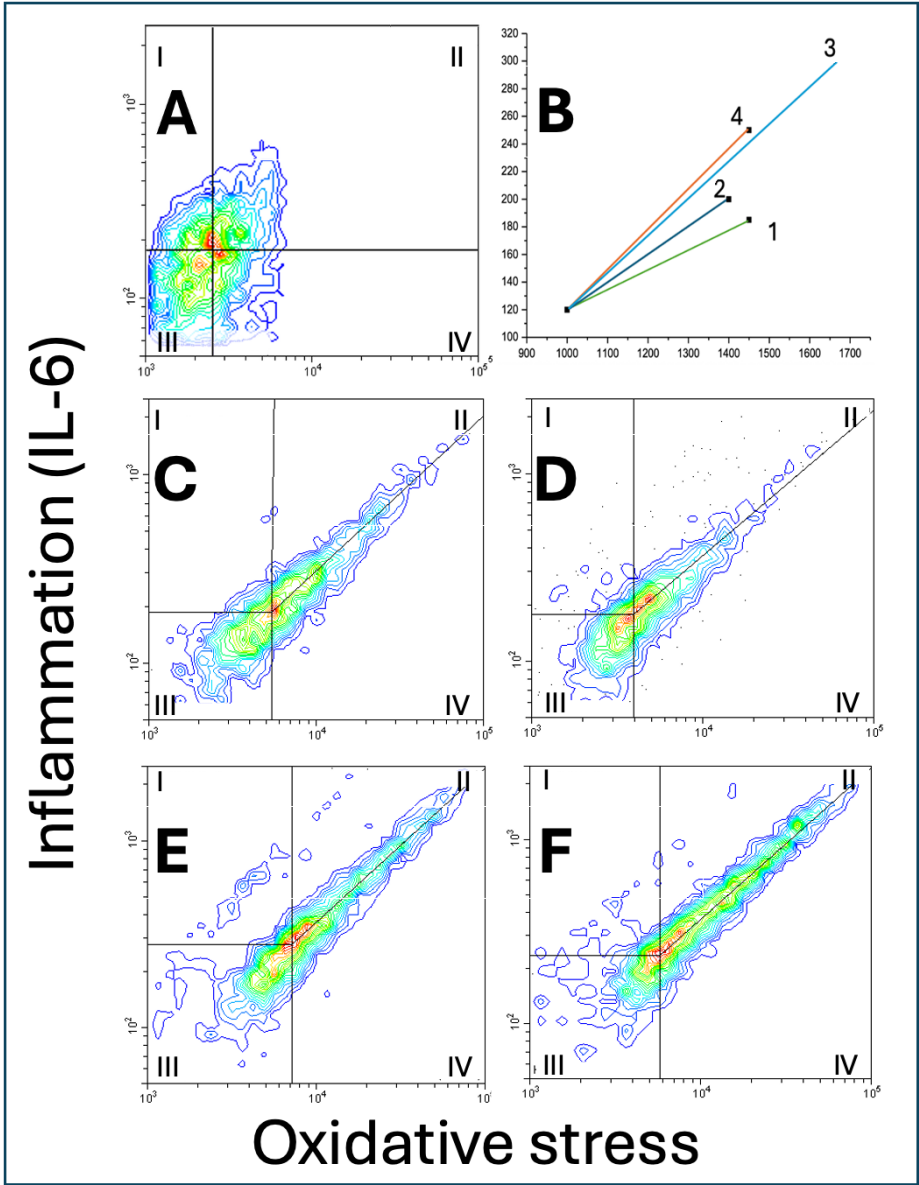 Inflammation (IL-6)
I II
A
III IV
10³
10²
10³ 10⁴ 10⁵
320
300
280
260
240
220
200
180
160
140
120
100
B
3
4
2
1
900 1000 1100 1200 1300 1400 1500 1600 1700
I II
C
III IV
10³
10²
10³ 10⁴ 10⁵
I II
D
III IV
10³
10²
10³ 10⁴ 10⁵
I II
E
III IV
10³
10²
10³ 10⁴ 10
I II
F
III IV
10³
10²
10³ 10⁴ 10⁵
Oxidative stress